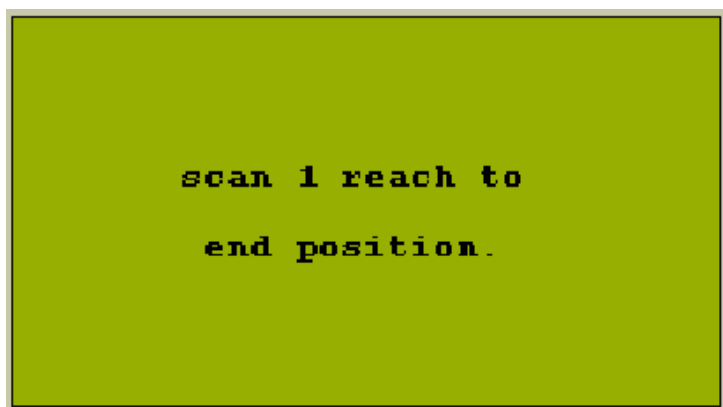 scan 1 reach to
end position.